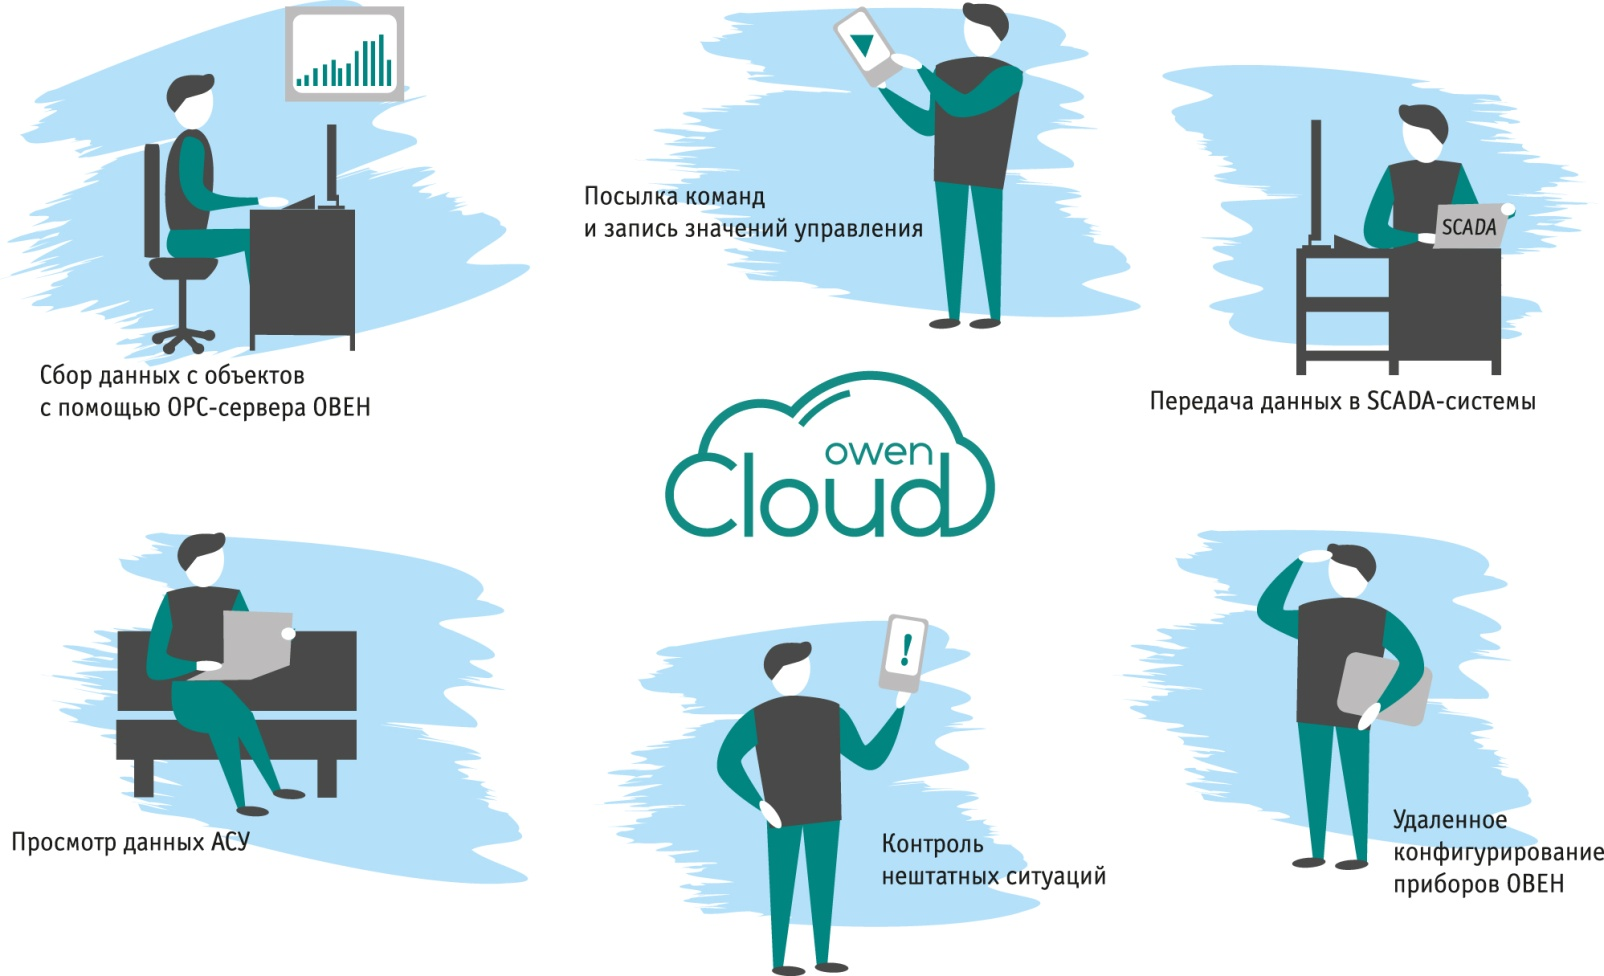 Посылка команд
и запись значений управления
SCADA
Сбор данных с объектов
с помощью OPC-сервера ОВЕН
Передача данных в SCADA-системы
owen
Cloud
Просмотр данных АСУ
!
Контроль
нештатных ситуаций
Удаленное
конфигурирование
приборов ОВЕН